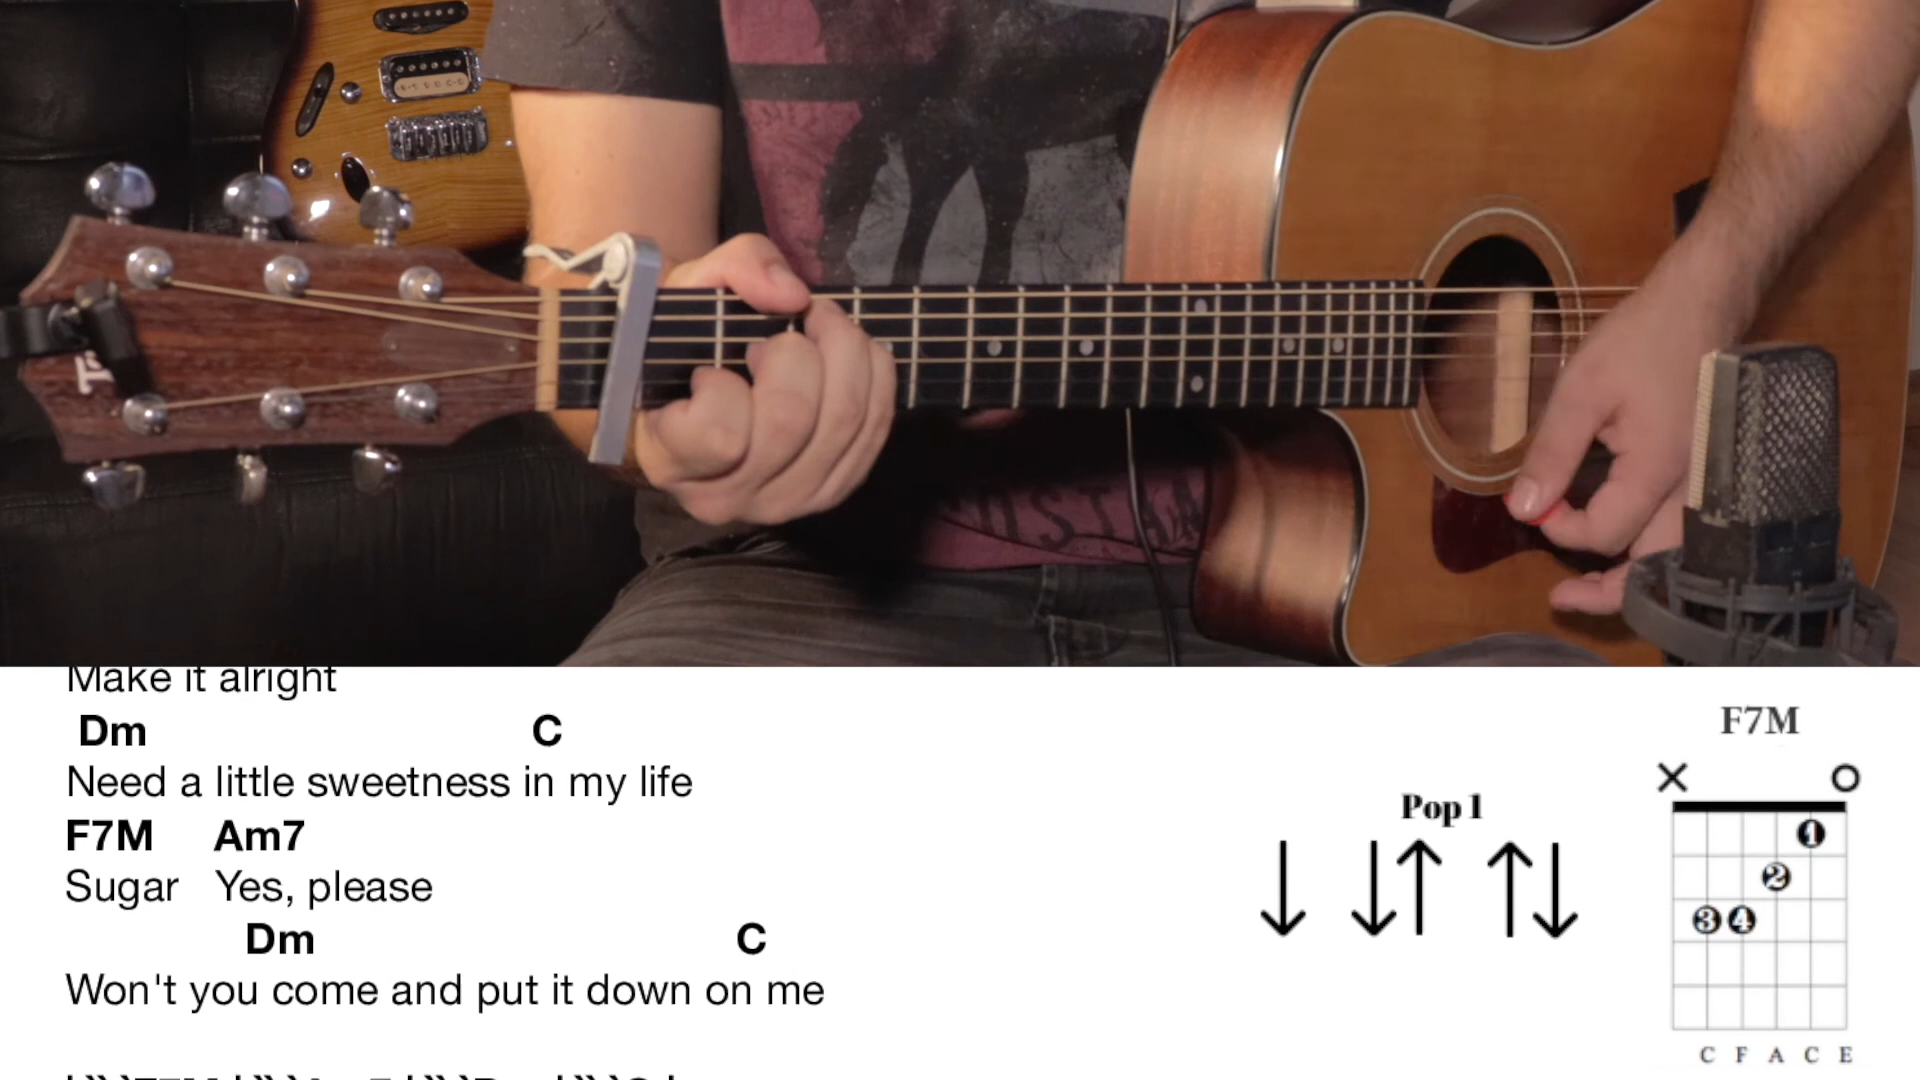 Make it alright
Dm C
Need a little sweetness in my life
F7M Am7
Sugar Yes, please
Dm C
Won't you come and put it down on me
Pop 1
F7M
1
2
3 4
C F A C E